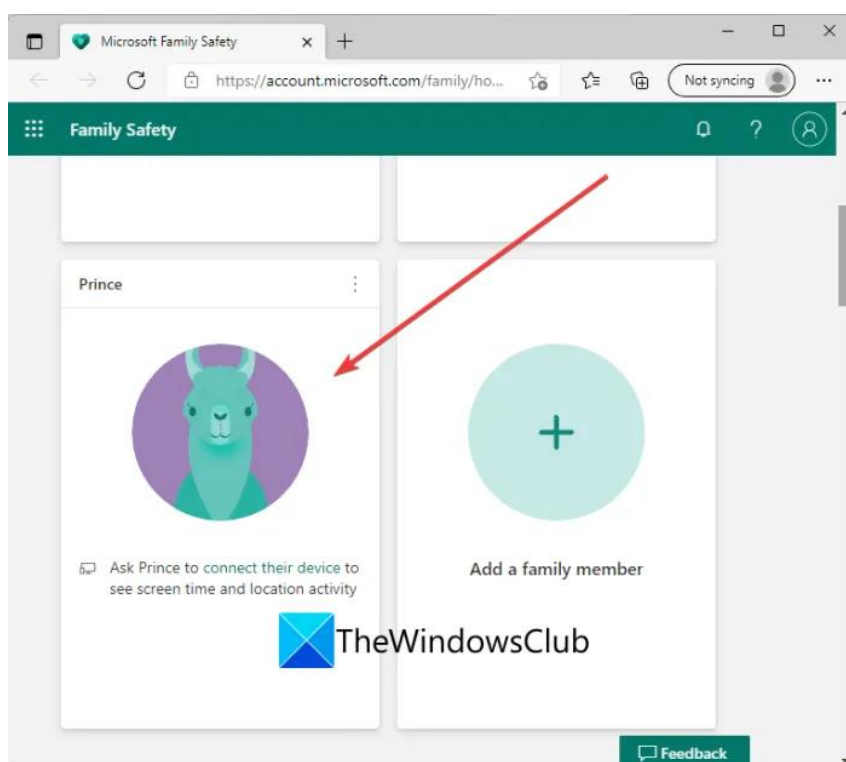 Microsoft Family Safety
https://account.microsoft.com/family/ho...
Not syncing
Family Safety
?
Prince
Ask Prince to connect their device to
see screen time and location activity
Add a family member
TheWindowsClub
Feedback